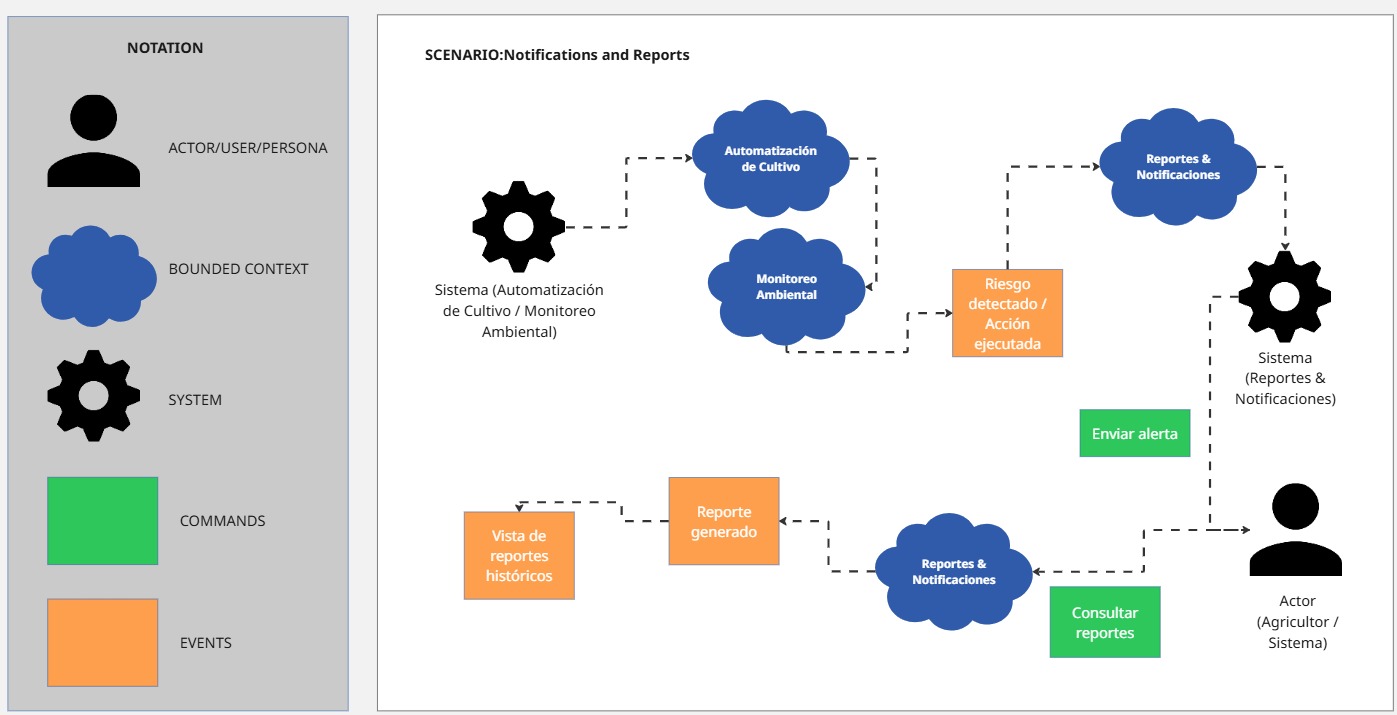 NOTATION
ACTOR/USER/PERSONA
BOUNDED CONTEXT
SYSTEM
COMMANDS
EVENTS
SCENARIO:Notifications and Reports
Sistema (Automatización
de Cultivo / Monitoreo
Ambiental)
Automatización
de Cultivo
Monitoreo
Ambiental
Riesgo
detectado /
Acción
ejecutada
Reportes &
Notificaciones
Sistema
(Reportes &
Notificaciones)
Enviar alerta
Actor
(Agricultor /
Sistema)
Consultar
reportes
Reportes &
Notificaciones
Reporte
generado
Vista de
reportes
históricos